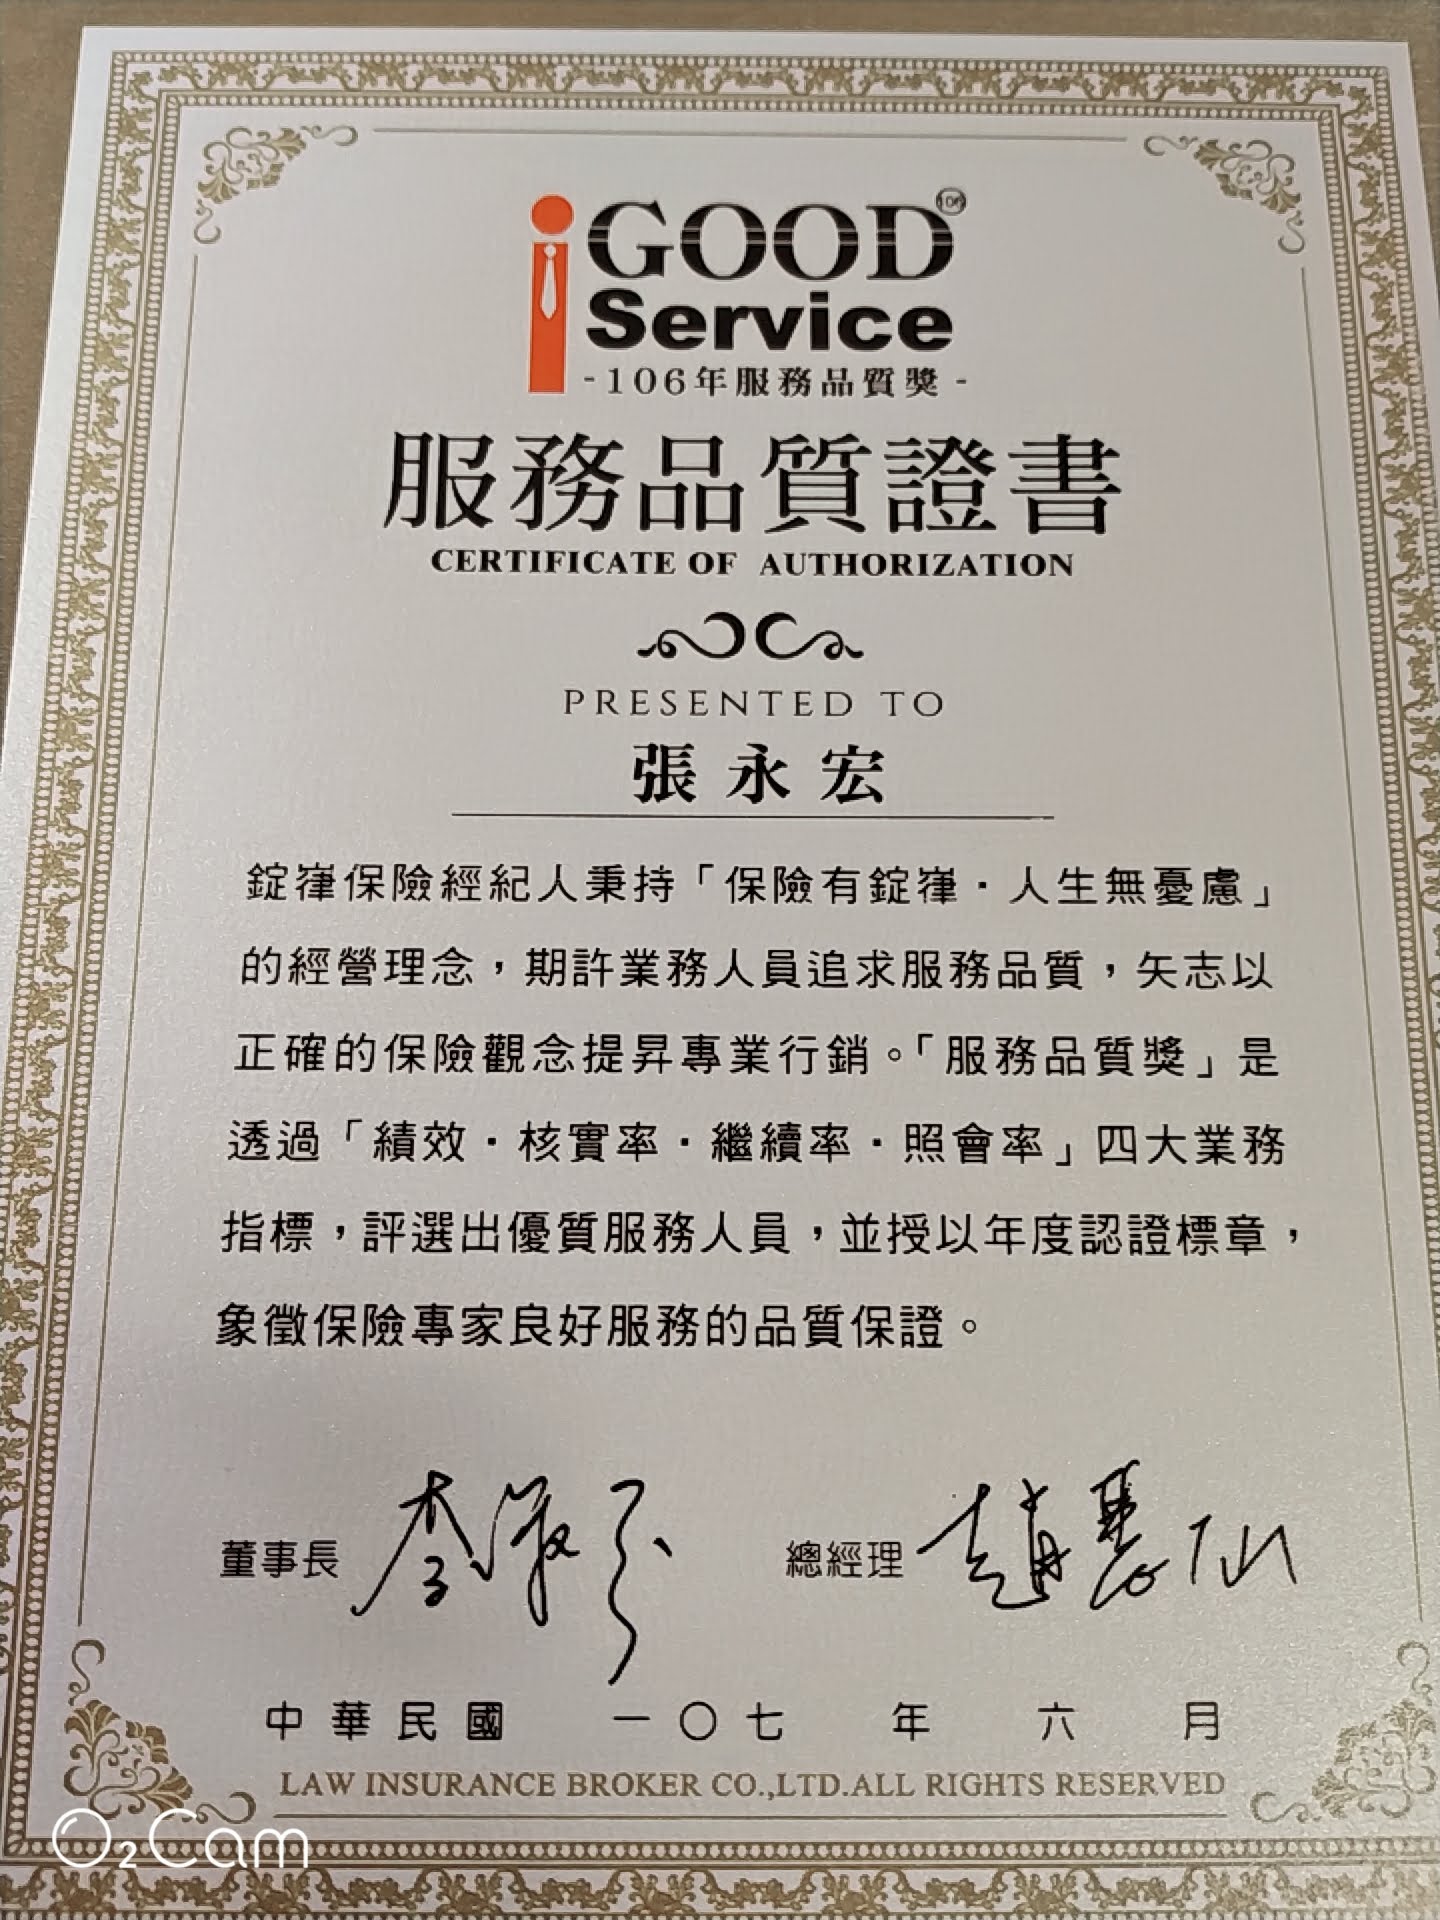 i GOOD
Service
-106年服務品質獎-
服務品質證書
CERTIFICATE OF AUTHORIZATION
PRESENTED TO
張永宏
錠嵂保險經紀人秉持「保險有錠嵂·人生無憂慮」
的經營理念，期許業務人員追求服務品質，矢志以
正確的保險觀念提昇專業行銷。「服務品質獎」是
透過「績效·核實率·繼續率·照會率」四大業務
指標，評選出優質服務人員，並授以年度認證標章，
象徵保險專家良好服務的品質保證。
董事長 總經理 趙慧仙
中華民國 一〇七 年 六 月
LAW INSURANCE BROKER CO.,LTD.ALL RIGHTS RESERVED
O2Cam